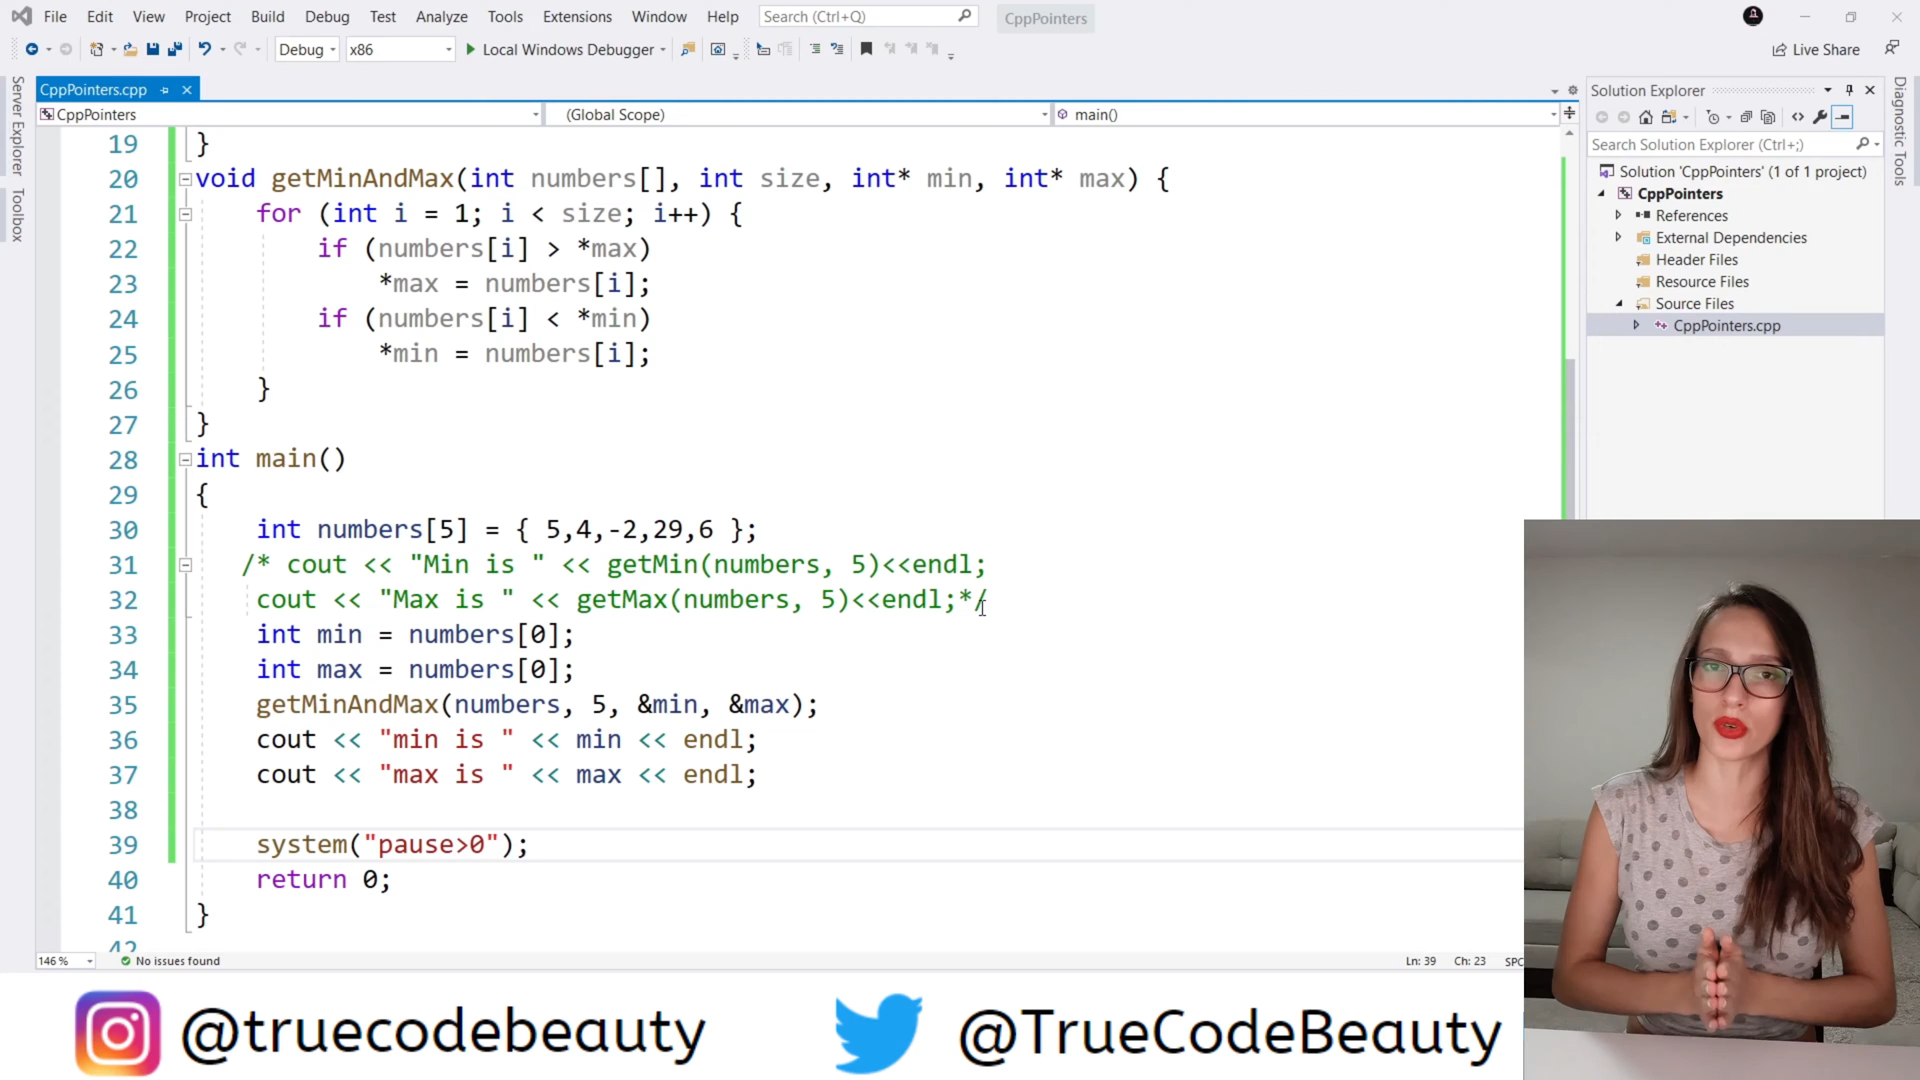 File Edit View Project Build Debug Test Analyze Tools Extensions Window Help Search (Ctrl+Q) CppPointers
Debug x86 Local Windows Debugger Live Share
CppPointers.cpp
CppPointers (Global Scope) main()
Server Explorer
Toolbox
19 }
20 void getMinAndMax(int numbers[], int size, int* min, int* max) {
21 for (int i = 1; i < size; i++) {
22 if (numbers[i] > *max)
23 *max = numbers[i];
24 if (numbers[i] < *min)
25 *min = numbers[i];
26 }
27 }
28 int main()
29 {
30 int numbers[5] = { 5,4,-2,29,6 };
31 /* cout << "Min is " << getMin(numbers, 5)<<endl;
32 cout << "Max is " << getMax(numbers, 5)<<endl;*/
33 int min = numbers[0];
34 int max = numbers[0];
35 getMinAndMax(numbers, 5, &min, &max);
36 cout << "min is " << min << endl;
37 cout << "max is " << max << endl;
38
39 system("pause>0");
40 return 0;
41 }
42
146 % No issues found Ln: 39 Ch: 23 SPC
Solution Explorer
Search Solution Explorer (Ctrl+;)
Solution 'CppPointers' (1 of 1 project)
CppPointers
References
External Dependencies
Header Files
Resource Files
Source Files
CppPointers.cpp
Diagnostic Tools
@truecodebeauty @TrueCodeBeauty